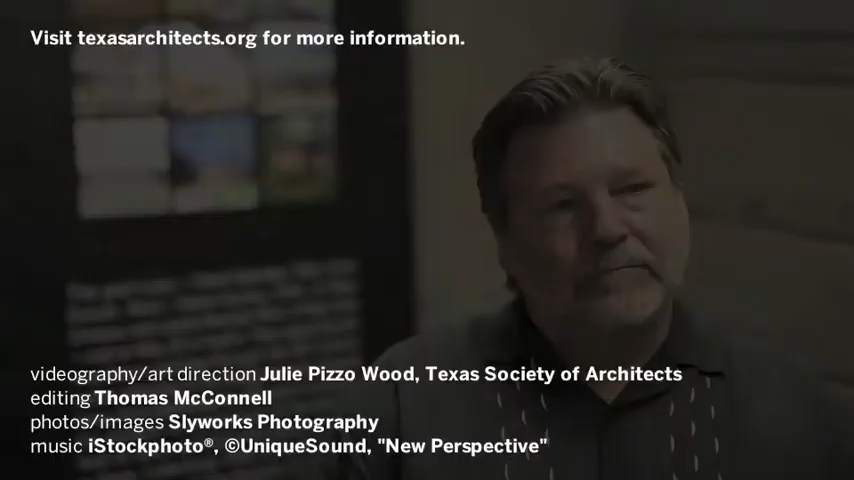 Visit texasarchitects.org for more information.
videography/art direction Julie Pizzo Wood, Texas Society of Architects
editing Thomas McConnell
photos/images Slyworks Photography
music iStockphoto®, ©UniqueSound, "New Perspective"